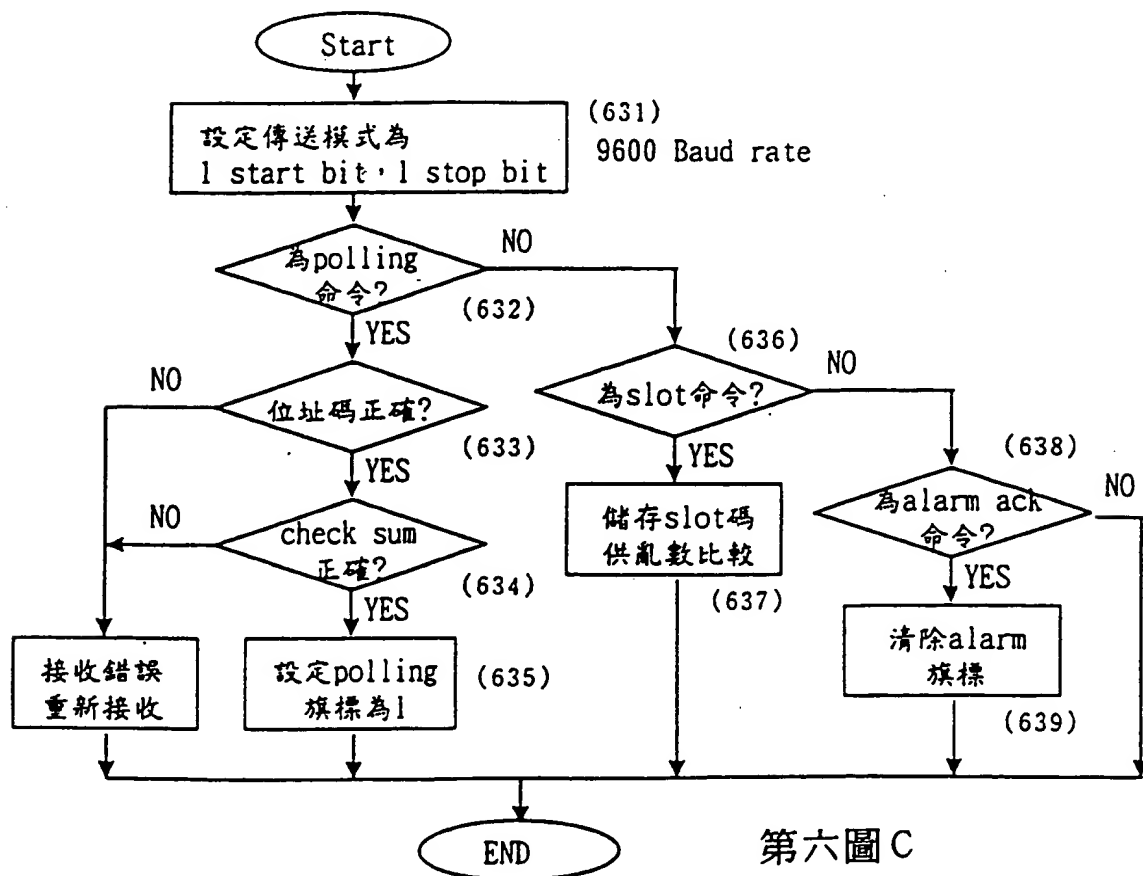 Start
(631)
設定傳送模式為
9600 Baud rate
1 start bit，1 stop bit
為polling
命令?
NO
(632)
YES
(636)
NO
NO
位址碼正確?
為slot命令?
(633)
YES
YES
(638)
NO
NO
check sum
正確?
(634)
儲存slot碼
供亂數比較
為alarm ack
命令?
YES
(637)
YES
接收錯誤
重新接收
設定polling
旗標為1
(635)
清除alarm
旗標
(639)
END
第六圖C